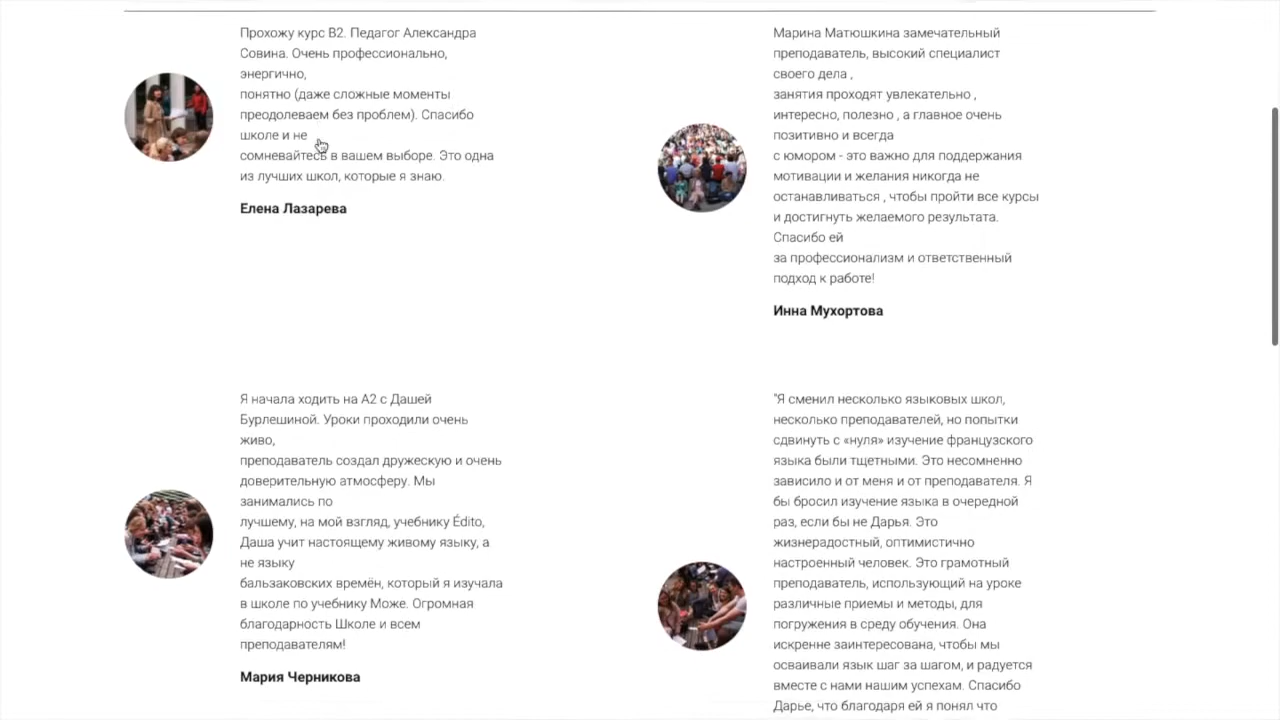 Прохожу курс B2. Педагог Александра
Совина. Очень профессионально,
энергично,
понятно (даже сложные моменты
преодолеваем без проблем). Спасибо
школе и не
сомневайтесь в вашем выборе. Это одна
из лучших школ, которые я знаю.
Елена Лазарева
Марина Матюшкина замечательный
преподаватель, высокий специалист
своего дела ,
занятия проходят увлекательно ,
интересно, полезно , а главное очень
позитивно и всегда
с юмором - это важно для поддержания
мотивации и желания никогда не
останавливаться , чтобы пройти все курсы
и достигнуть желаемого результата.
Спасибо ей
за профессионализм и ответственный
подход к работе!
Инна Мухортова
Я начала ходить на А2 с Дашей
Бурлешиной. Уроки проходили очень
живо,
преподаватель создал дружескую и очень
доверительную атмосферу. Мы
занимались по
лучшему, на мой взгляд, учебнику Édito,
Даша учит настоящему живому языку, а
не языку
бальзаковских времён, который я изучала
в школе по учебнику Може. Огромная
благодарность Школе и всем
преподавателям!
Мария Черникова
"Я сменил несколько языковых школ,
несколько преподавателей, но попытки
сдвинуть с «нуля» изучение французского
языка были тщетными. Это несомненно
зависило и от меня и от преподавателя. Я
бы бросил изучение языка в очередной
раз, если бы не Дарья. Это
жизнерадостный, оптимистично
настроенный человек. Это грамотный
преподаватель, использующий на уроке
различные приемы и методы, для
погружения в среду обучения. Она
искренне заинтересована, чтобы мы
осваивали язык шаг за шагом, и радуется
вместе с нами нашим успехам. Спасибо
Дарье, что благодаря ей я понял что